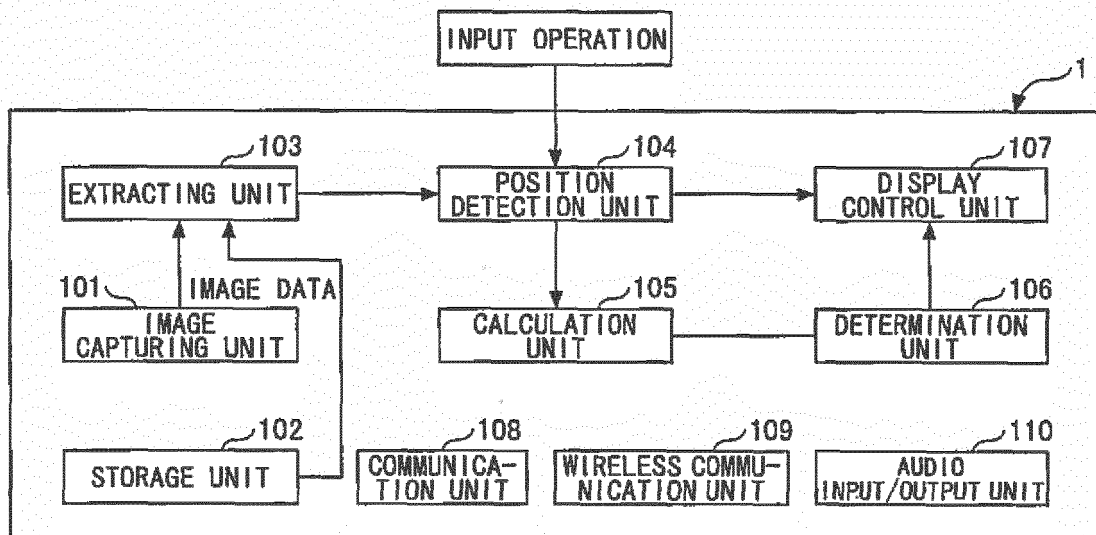 INPUT OPERATION
1
103
EXTRACTING UNIT
104
POSITION
DETECTION UNIT
107
DISPLAY
CONTROL UNIT
101
IMAGE DATA
IMAGE
CAPTURING UNIT
105
CALCULATION
UNIT
106
DETERMINATION
UNIT
102
STORAGE UNIT
108
COMMUNICA-
TION UNIT
109
WIRELESS COMMU-
NICATION UNIT
110
AUDIO
INPUT/OUTPUT UNIT